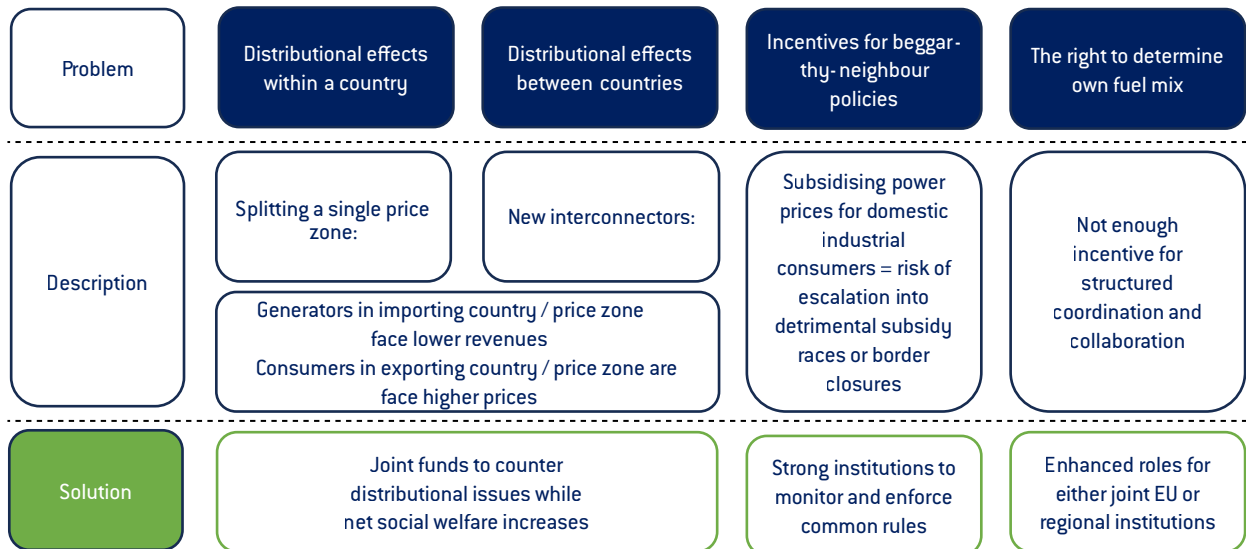 Problem
Distributional effects
within a country
Distributional effects
between countries
Incentives for beggar-
thy-neighbour
policies
The right to determine
own fuel mix
Description
Splitting a single price
zone:
New interconnectors:
Generators in importing country / price zone
face lower revenues
Consumers in exporting country / price zone are
face higher prices
Subsidising power
prices for domestic
industrial
consumers = risk of
escalation into
detrimental subsidy
races or border
closures
Not enough
incentive for
structured
coordination and
collaboration
Solution
Joint funds to counter
distributional issues while
net social welfare increases
Strong institutions to
monitor and enforce
common rules
Enhanced roles for
either joint EU or
regional institutions